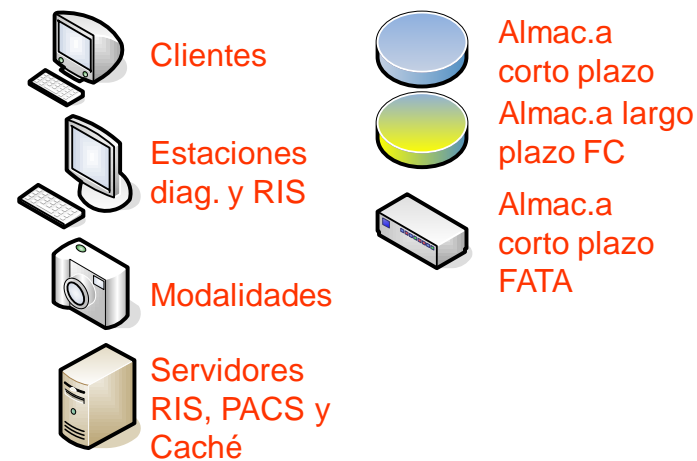 Clientes
Estaciones
diag. y RIS
Modalidades
Servidores
RIS, PACS y
Caché
Almac.a
corto plazo
Almac.a largo
plazo FC
Almac.a
corto plazo
FATA